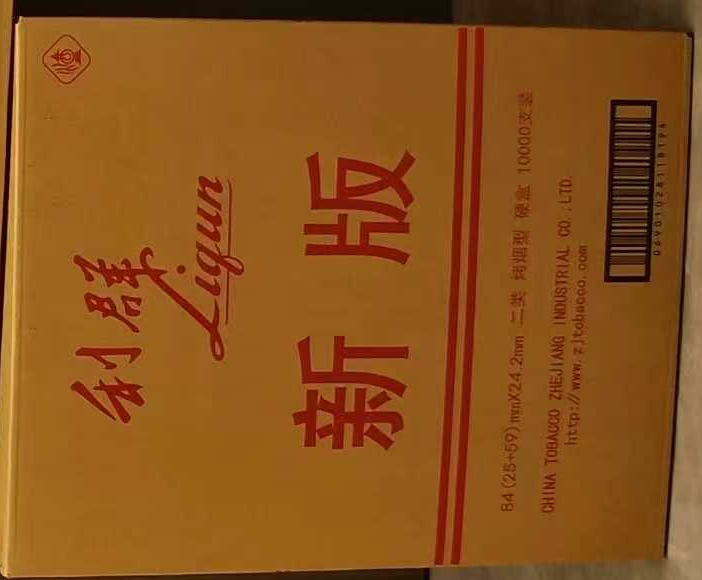 利群
Liqun
新版
84(25+59)mmX24.2mm 二类 烤烟型 硬盒 10000支装
CHINA TOBACCO ZHEJIANG INDUSTRIAL CO.,LTD.
http://www.zjtobacco.com